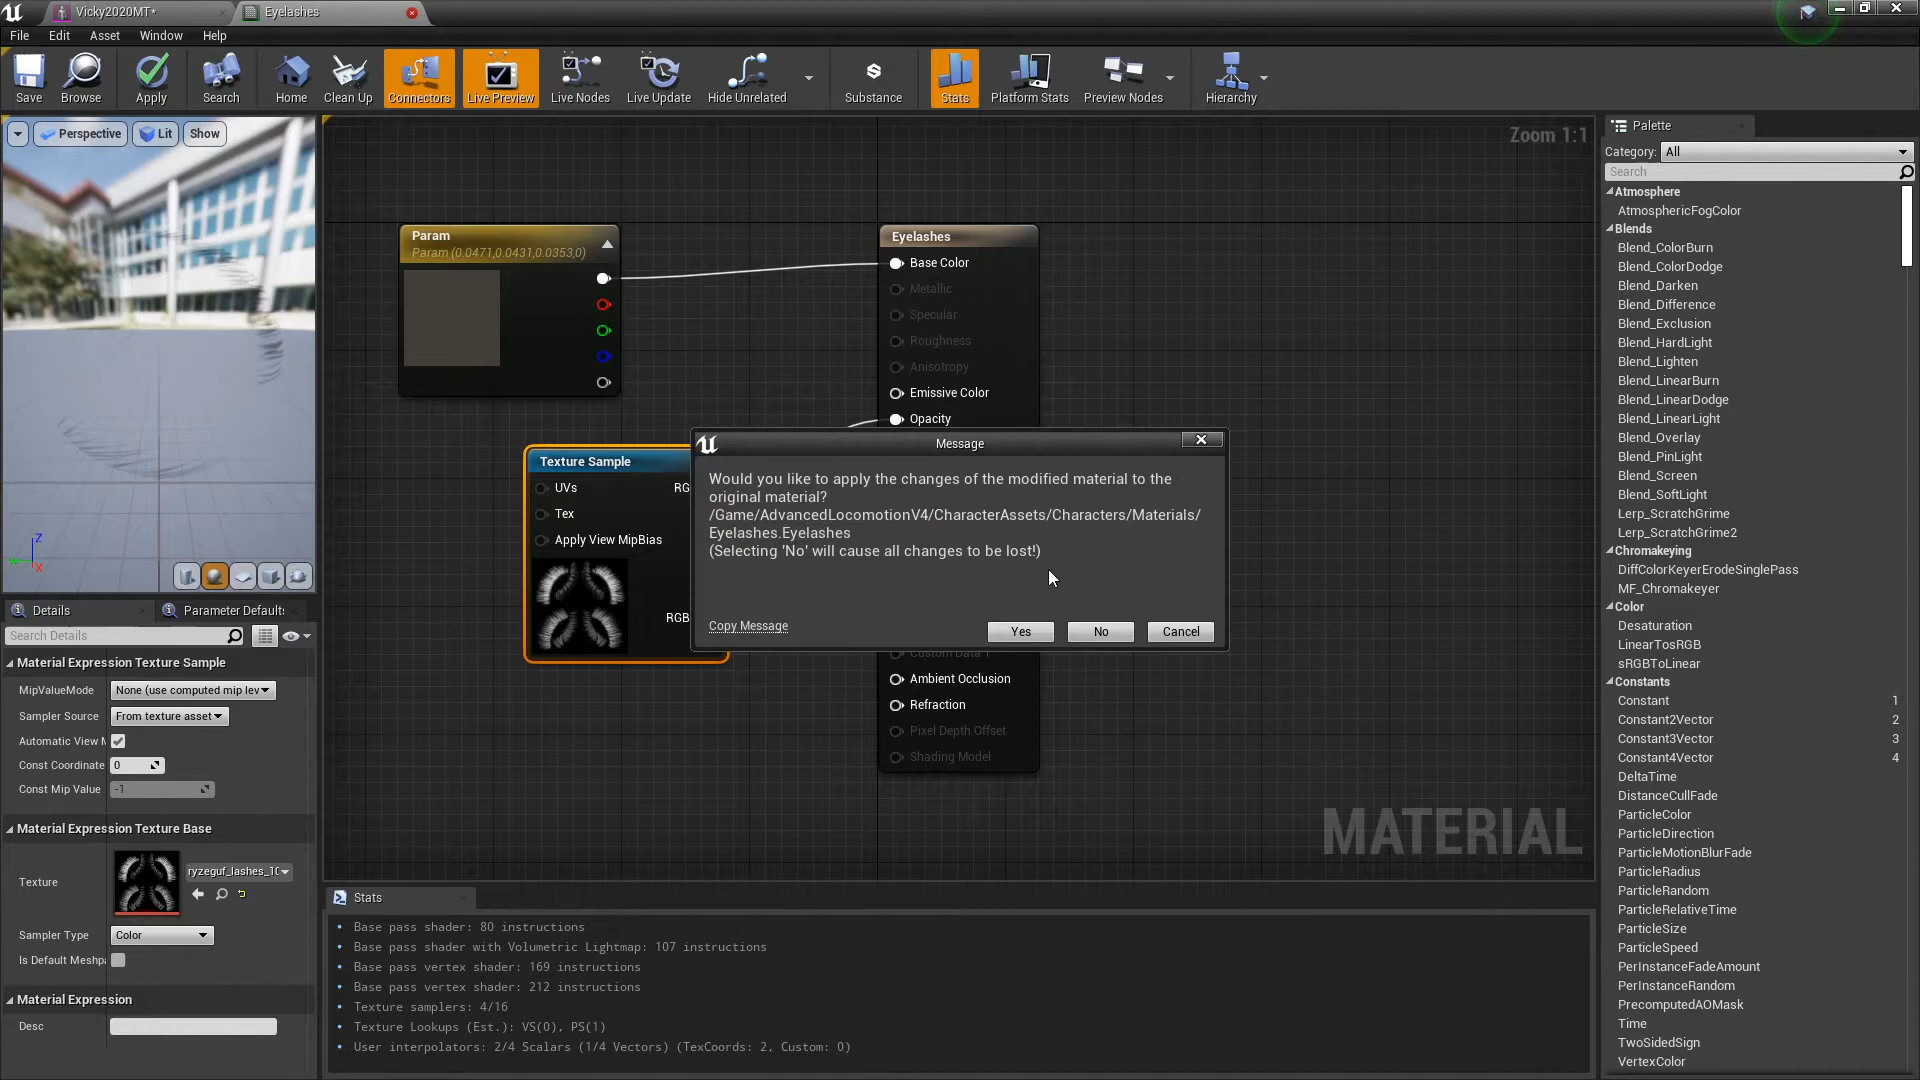 Vicky2020MT*
Eyelashes
File Edit Asset Window Help
Save
Browse
Apply
Search
Home
Clean Up
Connectors
Live Preview
Live Nodes
Live Update
Hide Unrelated
Substance
Stats
Platform Stats
Preview Nodes
Hierarchy
Perspective
Lit
Show
Z
X
Details
Parameter Defaults
Search Details
Material Expression Texture Sample
MipValueMode
None (use computed mip lev
Sampler Source
From texture asset
Automatic View M
Const Coordinate
0
Const Mip Value
-1
Material Expression Texture Base
Texture
ryzeguf_lashes_10
Sampler Type
Color
Is Default Meshpa
Material Expression
Desc
Zoom 1:1
Param
Param (0.0471,0.0431,0.0353,0)
Texture Sample
UVs
RG
Tex
Apply View MipBias
RGB
Eyelashes
Base Color
Metallic
Specular
Roughness
Anisotropy
Emissive Color
Opacity
Custom Data 1
Ambient Occlusion
Refraction
Pixel Depth Offset
Shading Model
Message
Would you like to apply the changes of the modified material to the
original material?
/Game/AdvancedLocomotionV4/CharacterAssets/Characters/Materials/
Eyelashes.Eyelashes
(Selecting 'No' will cause all changes to be lost!)
Copy Message
Yes
No
Cancel
MATERIAL
Stats
Base pass shader: 80 instructions
Base pass shader with Volumetric Lightmap: 107 instructions
Base pass vertex shader: 169 instructions
Base pass vertex shader: 212 instructions
Texture samplers: 4/16
Texture Lookups (Est.): VS(0), PS(1)
User interpolators: 2/4 Scalars (1/4 Vectors) (TexCoords: 2, Custom: 0)
Palette
Category: All
Search
Atmosphere
AtmosphericFogColor
Blends
Blend_ColorBurn
Blend_ColorDodge
Blend_Darken
Blend_Difference
Blend_Exclusion
Blend_HardLight
Blend_Lighten
Blend_LinearBurn
Blend_LinearDodge
Blend_LinearLight
Blend_Overlay
Blend_PinLight
Blend_Screen
Blend_SoftLight
Lerp_ScratchGrime
Lerp_ScratchGrime2
Chromakeying
DiffColorKeyerErodeSinglePass
MF_Chromakeyer
Color
Desaturation
LinearTosRGB
sRGBToLinear
Constants
Constant 1
Constant2Vector 2
Constant3Vector 3
Constant4Vector 4
DeltaTime
DistanceCullFade
ParticleColor
ParticleDirection
ParticleMotionBlurFade
ParticleRadius
ParticleRandom
ParticleRelativeTime
ParticleSize
ParticleSpeed
PerInstanceFadeAmount
PerInstanceRandom
PrecomputedAOMask
Time
TwoSidedSign
VertexColor